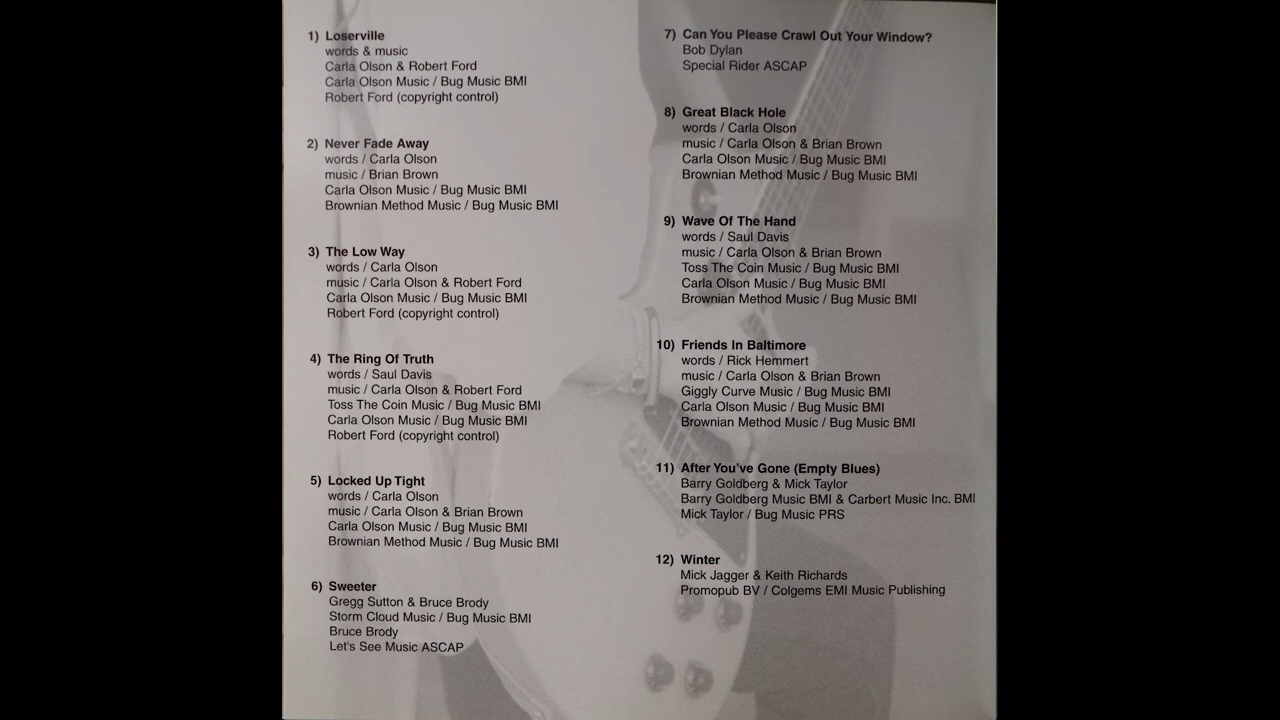 1) Loserville
words & music
Carla Olson & Robert Ford
Carla Olson Music / Bug Music BMI
Robert Ford (copyright control)
2) Never Fade Away
words / Carla Olson
music / Brian Brown
Carla Olson Music / Bug Music BMI
Brownian Method Music / Bug Music BMI
3) The Low Way
words / Carla Olson
music / Carla Olson & Robert Ford
Carla Olson Music / Bug Music BMI
Robert Ford (copyright control)
4) The Ring Of Truth
words / Saul Davis
music / Carla Olson & Robert Ford
Toss The Coin Music / Bug Music BMI
Carla Olson Music / Bug Music BMI
Robert Ford (copyright control)
5) Locked Up Tight
words / Carla Olson
music / Carla Olson & Brian Brown
Carla Olson Music / Bug Music BMI
Brownian Method Music / Bug Music BMI
6) Sweeter
Gregg Sutton & Bruce Brody
Storm Cloud Music / Bug Music BMI
Bruce Brody
Let's See Music ASCAP
7) Can You Please Crawl Out Your Window?
Bob Dylan
Special Rider ASCAP
8) Great Black Hole
words / Carla Olson
music / Carla Olson & Brian Brown
Carla Olson Music / Bug Music BMI
Brownian Method Music / Bug Music BMI
9) Wave Of The Hand
words / Saul Davis
music / Carla Olson & Brian Brown
Toss The Coin Music / Bug Music BMI
Carla Olson Music / Bug Music BMI
Brownian Method Music / Bug Music BMI
10) Friends In Baltimore
words / Rick Hemmert
music / Carla Olson & Brian Brown
Giggly Curve Music / Bug Music BMI
Carla Olson Music / Bug Music BMI
Brownian Method Music / Bug Music BMI
11) After You've Gone (Empty Blues)
Barry Goldberg & Mick Taylor
Barry Goldberg Music BMI & Carbert Music Inc. BMI
Mick Taylor / Bug Music PRS
12) Winter
Mick Jagger & Keith Richards
Promopub BV / Colgems EMI Music Publishing